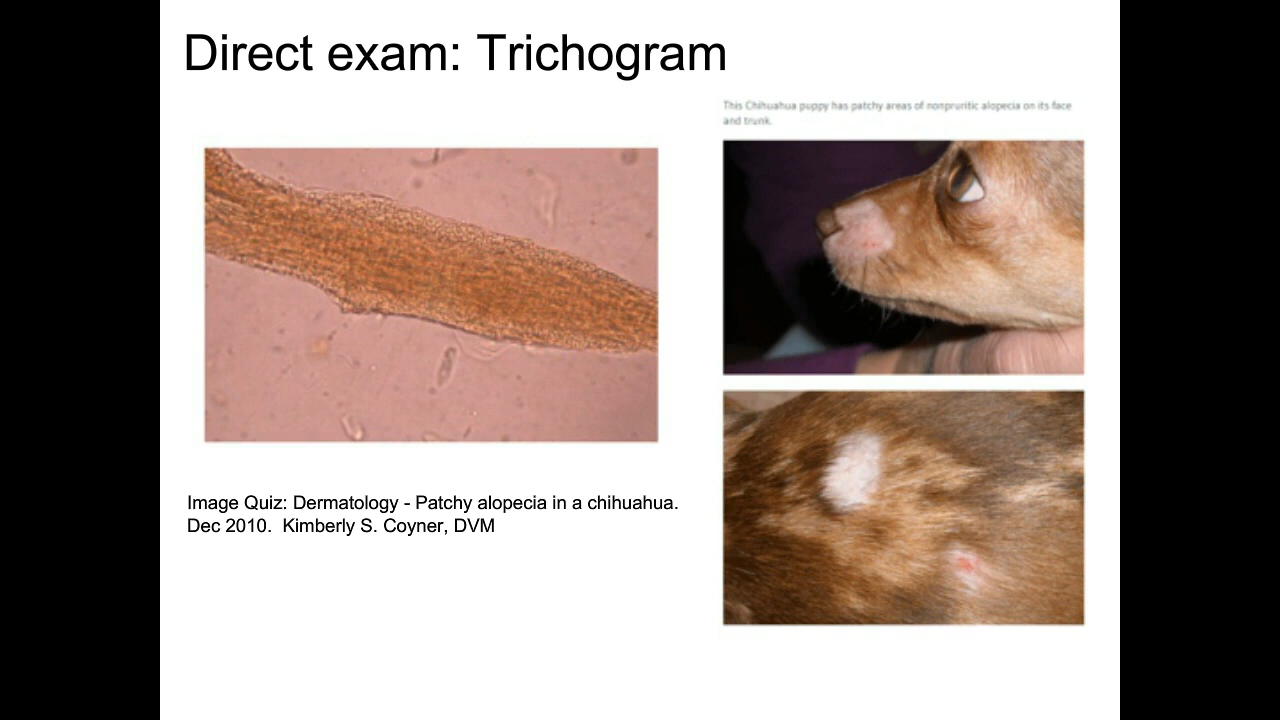 Direct exam: Trichogram
This Chihuahua puppy has patchy areas of nonpruritic alopecia on its face
and trunk.
Image Quiz: Dermatology - Patchy alopecia in a chihuahua.
Dec 2010.  Kimberly S. Coyner, DVM